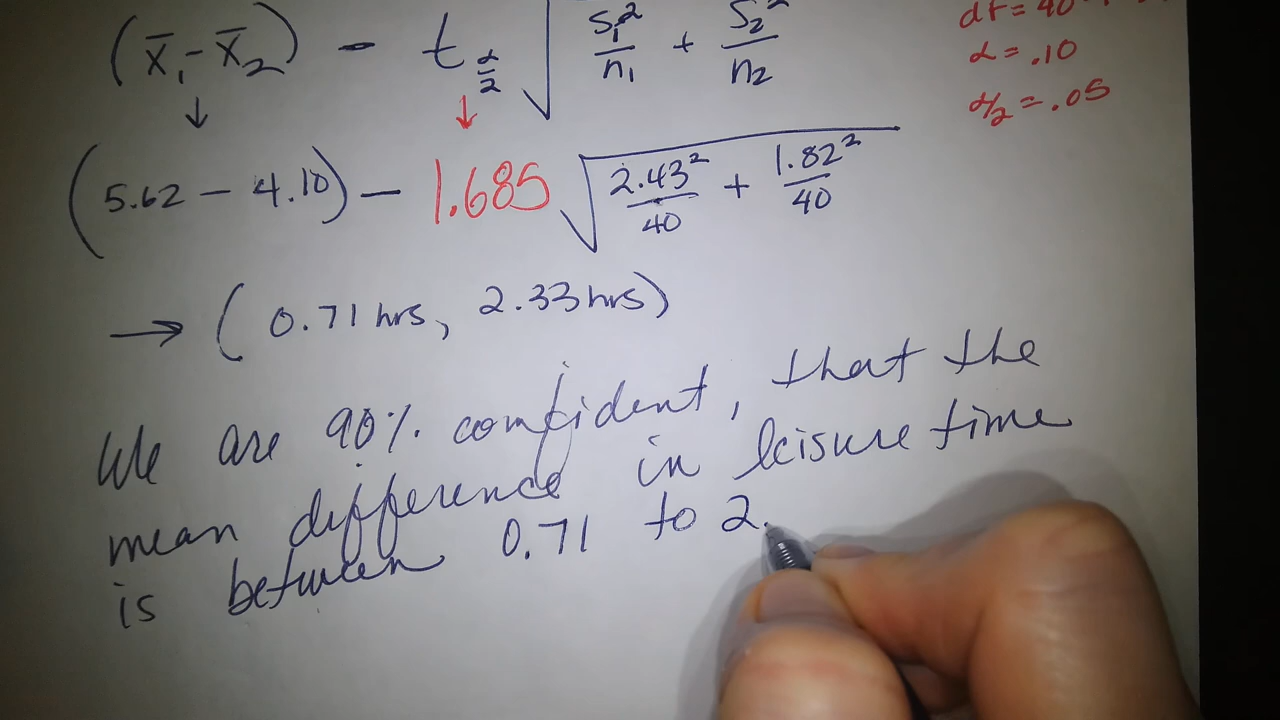 (x̄₁ - x̄₂) - t α/2 √ s₁²/n₁ + s₂²/n₂
df = 40
α = .10
α/2 = .05
↓ ↓
(5.62 - 4.10) - 1.685 √ 2.43²/40 + 1.82²/40
→ (0.71 hrs, 2.33 hrs)
We are 90% confident, that the
mean difference in leisure time
is between 0.71 to 2.